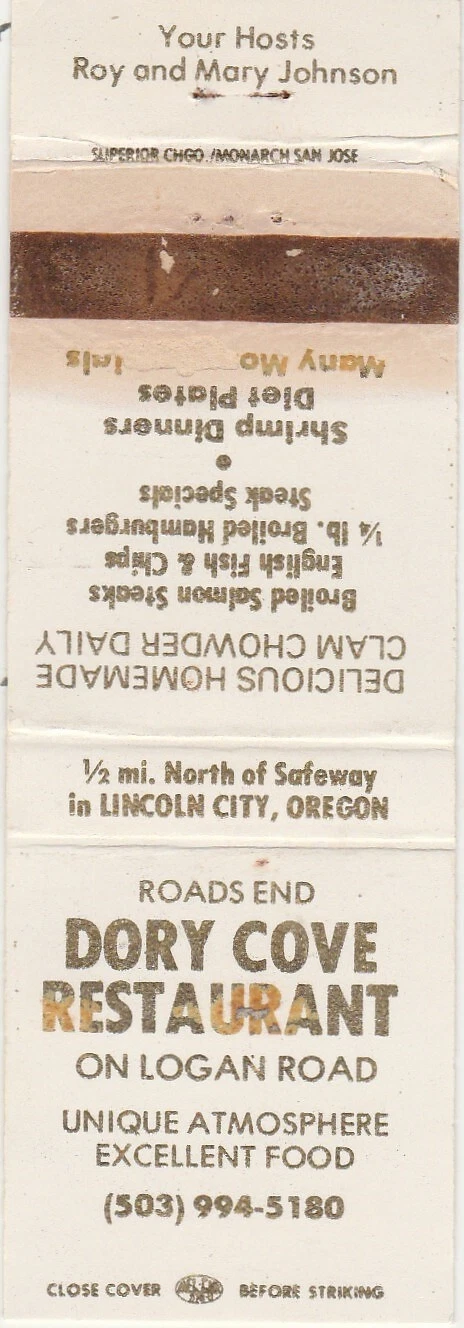 Your Hosts
Roy and Mary Johnson
SUPERIOR CHGO./MONARCH SAN JOSE
DELICIOUS HOMEMADE
CLAM CHOWDER DAILY
Broiled Salmon Steaks
English Fish & Chips
¼ lb. Broiled Hamburgers
Steak Specials
•
Shrimp Dinners
Diet Plates
Many
½ mi. North of Safeway
in LINCOLN CITY, OREGON
ROADS END
DORY COVE
RESTAURANT
ON LOGAN ROAD
UNIQUE ATMOSPHERE
EXCELLENT FOOD
(503) 994-5180
CLOSE COVER BEFORE STRIKING